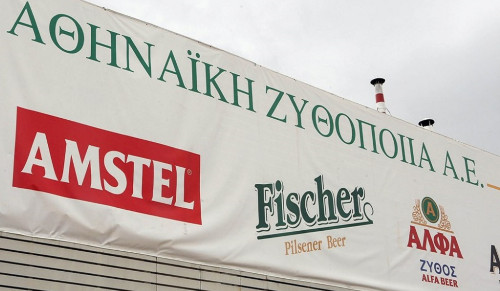 ΑΘΗΝΑΪΚΗ ΖΥΘΟΠΟΙΙΑ Α.Ε.
AMSTEL®
Fischer
Pilsener Beer
ΑΛΦΑ
ΖΥΘΟΣ
ALFA BEER